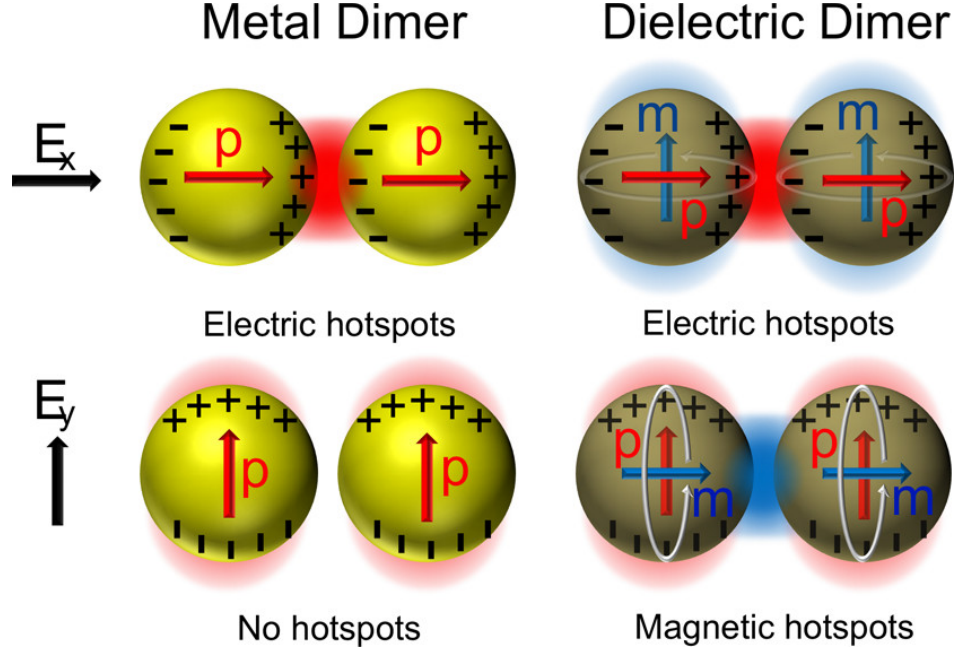 Metal Dimer
Dielectric Dimer
Ex
p
p
m
p
m
p
Electric hotspots
Electric hotspots
Ey
p
p
p
m
p
m
No hotspots
Magnetic hotspots